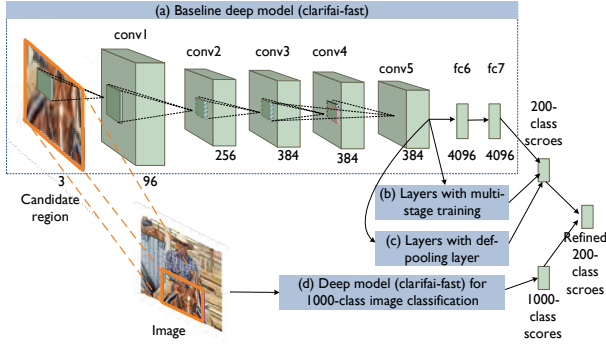 (a) Baseline deep model (clarifai-fast)
conv1
conv2
conv3
conv4
conv5
fc6
fc7
3
96
256
384
384
384
4096
4096
Candidate
region
200-
class
scroes
(b) Layers with multi-
stage training
(c) Layers with def-
pooling layer
(d) Deep model (clarifai-fast) for
1000-class image classification
Image
1000-
class
scores
Refined
200-
class
scroes